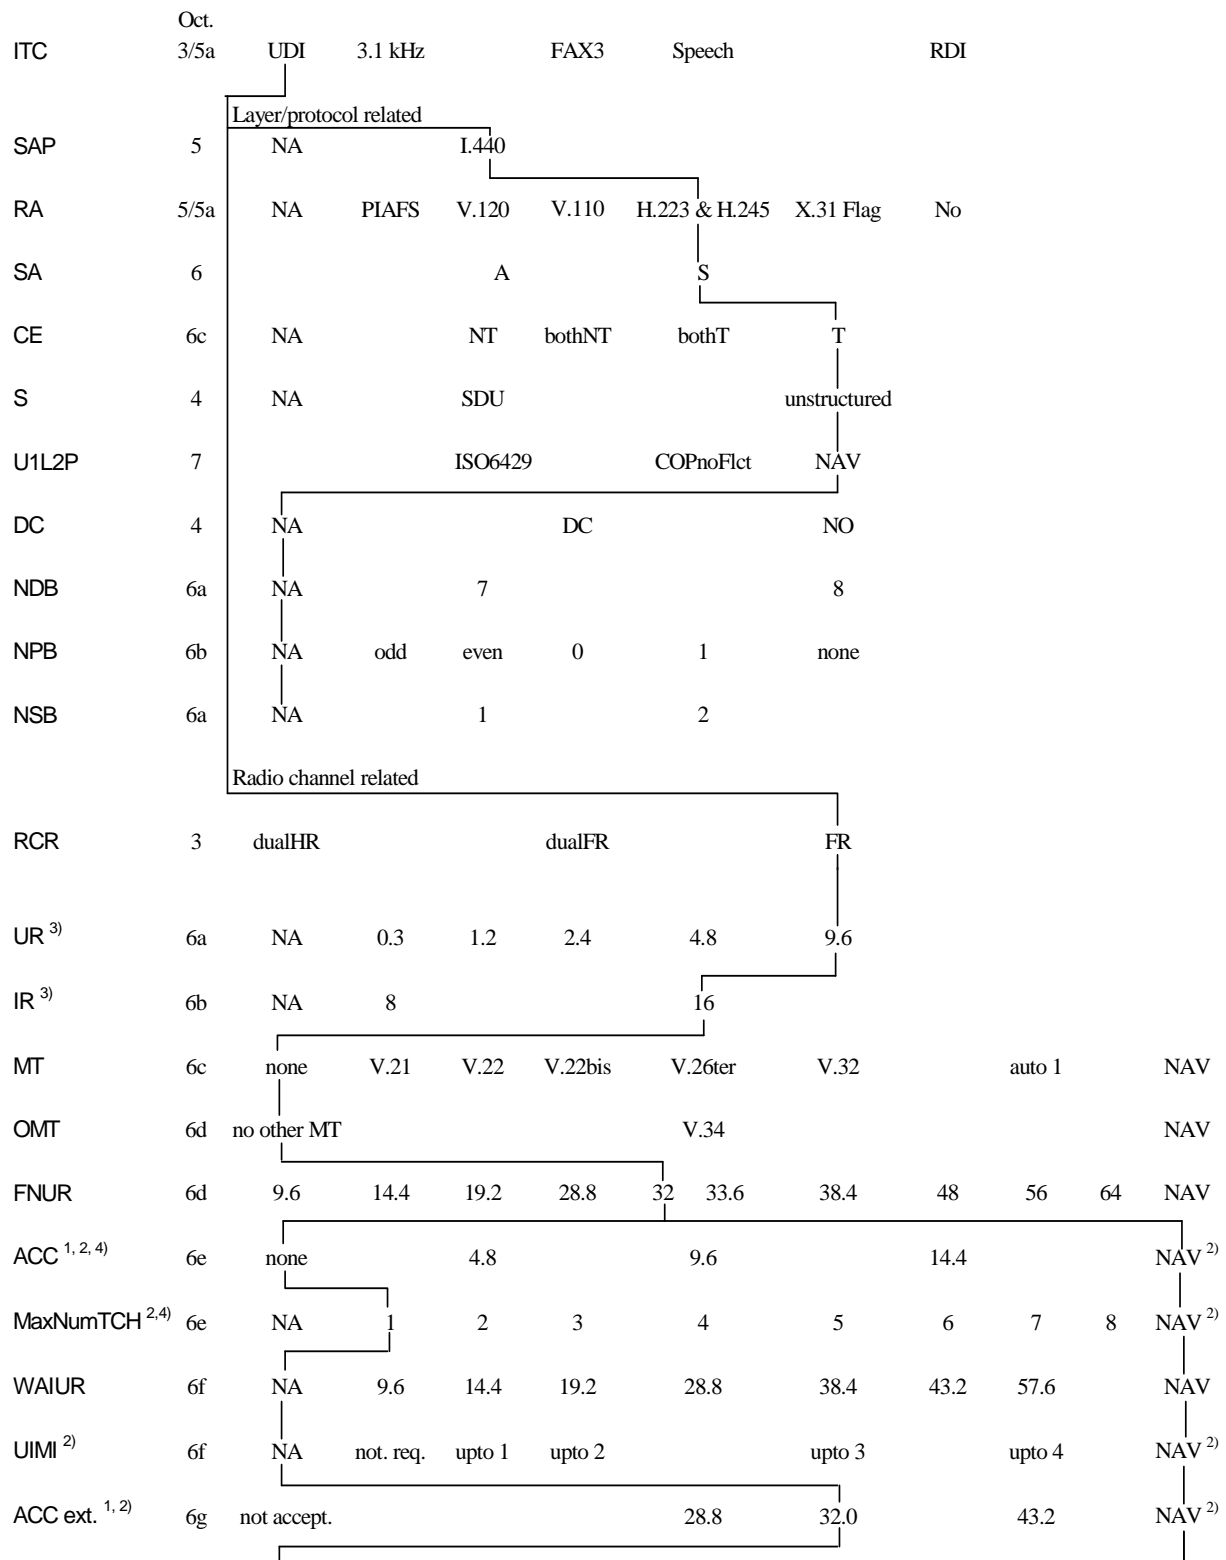 Oct.
ITC 3/5a UDI 3.1 kHz FAX3 Speech RDI
Layer/protocol related
SAP 5 NA I.440
RA 5/5a NA PIAFS V.120 V.110 H.223 & H.245 X.31 Flag No
SA 6 A S
CE 6c NA NT bothNT bothT T
S 4 NA SDU unstructured
U1L2P 7 ISO6429 COPnoFlct NAV
DC 4 NA DC NO
NDB 6a NA 7 8
NPB 6b NA odd even 0 1 none
NSB 6a NA 1 2
Radio channel related
RCR 3 dualHR dualFR FR
UR 3) 6a NA 0.3 1.2 2.4 4.8 9.6
IR 3) 6b NA 8 16
MT 6c none V.21 V.22 V.22bis V.26ter V.32 auto 1 NAV
OMT 6d no other MT V.34 NAV
FNUR 6d 9.6 14.4 19.2 28.8 32 33.6 38.4 48 56 64 NAV
ACC 1, 2, 4) 6e none 4.8 9.6 14.4 NAV 2)
MaxNumTCH 2,4) 6e NA 1 2 3 4 5 6 7 8 NAV 2)
WAIUR 6f NA 9.6 14.4 19.2 28.8 38.4 43.2 57.6 NAV
UIMI 2) 6f NA not. req. upto 1 upto 2 upto 3 upto 4 NAV 2)
ACC ext. 1, 2) 6g not accept. 28.8 32.0 43.2 NAV 2)